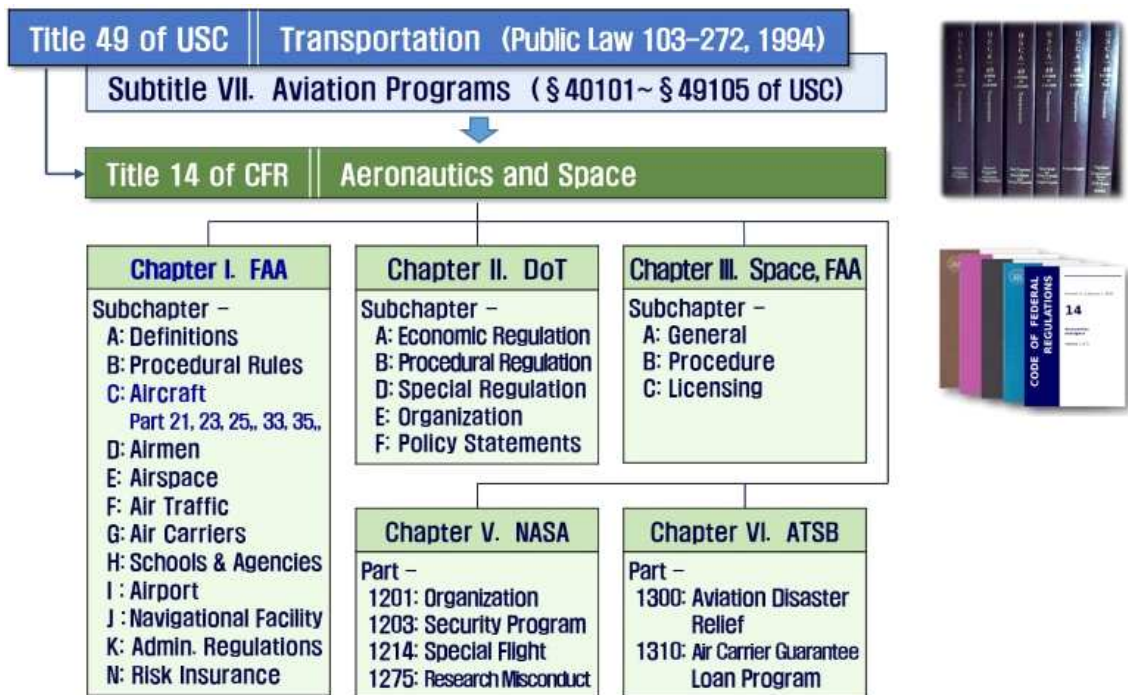 Title 49 of USC Transportation (Public Law 103-272, 1994)
Subtitle VII. Aviation Programs (§40101~§49105 of USC)
Title 14 of CFR Aeronautics and Space
Chapter I. FAA
Subchapter -
A: Definitions
B: Procedural Rules
C: Aircraft
Part 21, 23, 25,, 33, 35,,
D: Airmen
E: Airspace
F: Air Traffic
G: Air Carriers
H: Schools & Agencies
I : Airport
J : Navigational Facility
K: Admin. Regulations
N: Risk Insurance
Chapter II. DoT
Subchapter -
A: Economic Regulation
B: Procedural Regulation
D: Special Regulation
E: Organization
F: Policy Statements
Chapter III. Space, FAA
Subchapter -
A: General
B: Procedure
C: Licensing
Chapter V. NASA
Part -
1201: Organization
1203: Security Program
1214: Special Flight
1275: Research Misconduct
Chapter VI. ATSB
Part -
1300: Aviation Disaster
Relief
1310: Air Carrier Guarantee
Loan Program
CODE OF FEDERAL
REGULATIONS
14